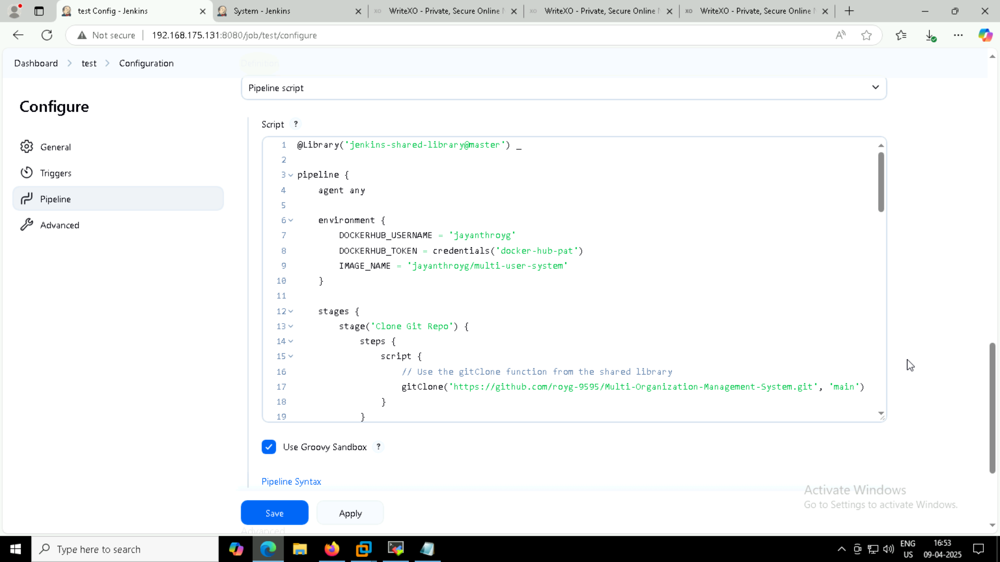 test Config - Jenkins
System - Jenkins
WriteXO - Private, Secure Online
WriteXO - Private, Secure Online
WriteXO - Private, Secure Online
Not secure
192.168.175.131:8080/job/test/configure
Dashboard
test
Configuration
Definition
Pipeline script
Configure
General
Triggers
Pipeline
Advanced
Script ?
1 @Library('jenkins-shared-library@master') _
2
3 pipeline {
4 agent any
5
6 environment {
7 DOCKERHUB_USERNAME = 'jayanthroyg'
8 DOCKERHUB_TOKEN = credentials('docker-hub-pat')
9 IMAGE_NAME = 'jayanthroyg/multi-user-system'
10 }
11
12 stages {
13 stage('Clone Git Repo') {
14 steps {
15 script {
16 // Use the gitClone function from the shared library
17 gitClone('https://github.com/royg-9595/Multi-Organization-Management-System.git', 'main')
18 }
19 }
Use Groovy Sandbox ?
Pipeline Syntax
Save
Apply
Advanced
Activate Windows
Go to Settings to activate Windows.
Type here to search
ENG
US
16:53
09-04-2025